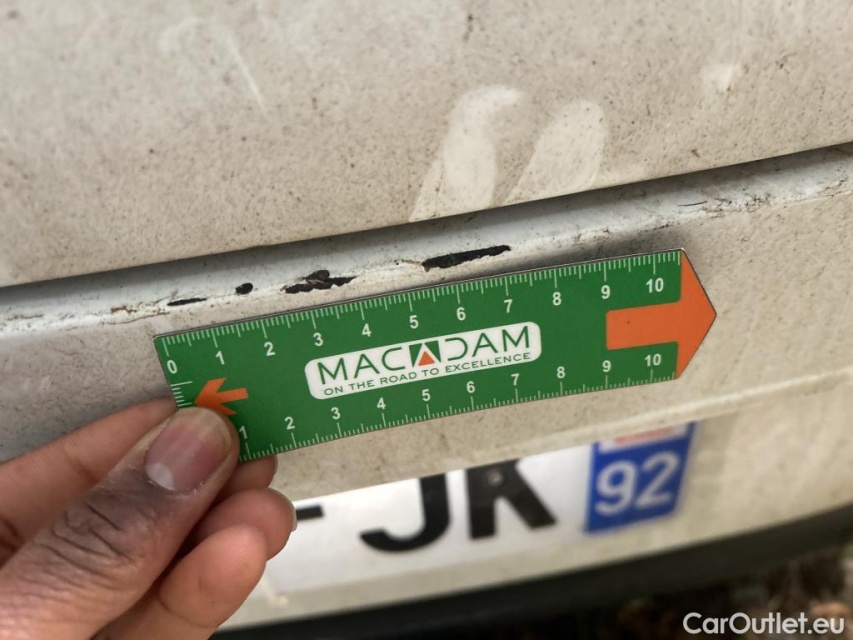 0 1 2 3 4 5 6 7 8 9 10
MACADAM
ON THE ROAD TO EXCELLENCE
1 2 3 4 5 6 7 8 9 10
-JK 92
CarOutlet.eu